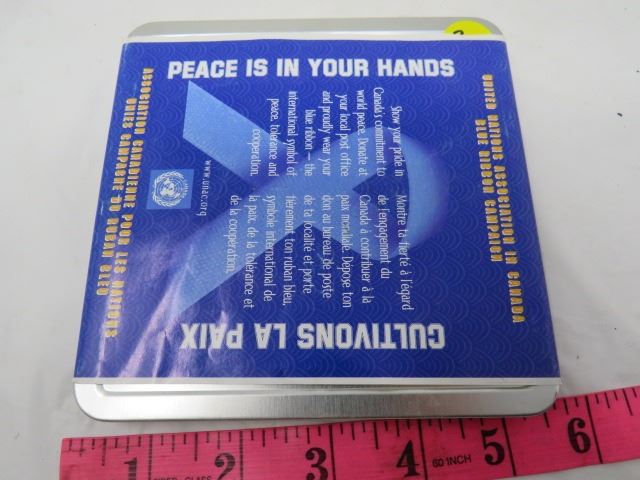 PEACE IS IN YOUR HANDS
UNITED NATIONS ASSOCIATION IN CANADA
BLUE RIBBON CAMPAIGN
Show your pride in
Canada's commitment to
world peace. Donate at
your local post office
and proudly wear your
blue ribbon – the
international symbol of
peace, tolerance and
cooperation.
Montre ta fierté à l'égard
de l'engagement du
Canada à contribuer à la
paix mondiale. Dépose ton
don au bureau de poste
de ta localité et porte
fièrement ton ruban bleu,
symbole international de
la paix de la tolérance et
de la coopération.
www.unac.org
ASSOCIATION CANADIENNE POUR LES NATIONS
UNIES CAMPAGNE DU RUBAN BLEU
CULTIVONS LA PAIX
1 2 3 4 5 6
60 INCH